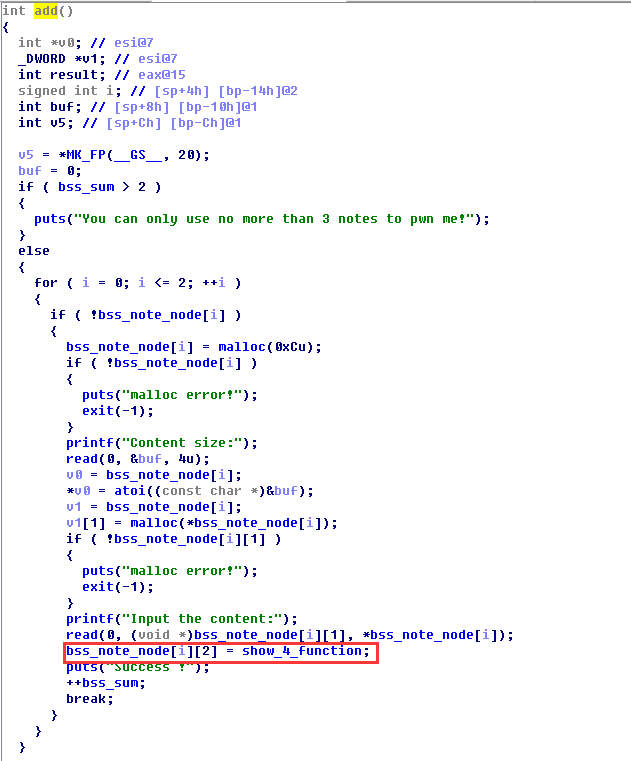 int add()
{
  int *v0; // esi@7
  _DWORD *v1; // esi@7
  int result; // eax@15
  signed int i; // [sp+4h] [bp-14h]@2
  int buf; // [sp+8h] [bp-10h]@1
  int v5; // [sp+Ch] [bp-Ch]@1

  v5 = *MK_FP(__GS__, 20);
  buf = 0;
  if ( bss_sum > 2 )
  {
    puts("You can only use no more than 3 notes to pwn me!");
  }
  else
  {
    for ( i = 0; i <= 2; ++i )
    {
      if ( !bss_note_node[i] )
      {
        bss_note_node[i] = malloc(0xCu);
        if ( !bss_note_node[i] )
        {
          puts("malloc error!");
          exit(-1);
        }
        printf("Content size:");
        read(0, &buf, 4u);
        v0 = bss_note_node[i];
        *v0 = atoi((const char *)&buf);
        v1 = bss_note_node[i];
        v1[1] = malloc(*bss_note_node[i]);
        if ( !bss_note_node[i][1] )
        {
          puts("malloc error!");
          exit(-1);
        }
        printf("Input the content:");
        read(0, (void *)bss_note_node[i][1], *bss_note_node[i]);
        bss_note_node[i][2] = show_4_function;
        puts("Success !");
        ++bss_sum;
        break;
      }
    }
  }